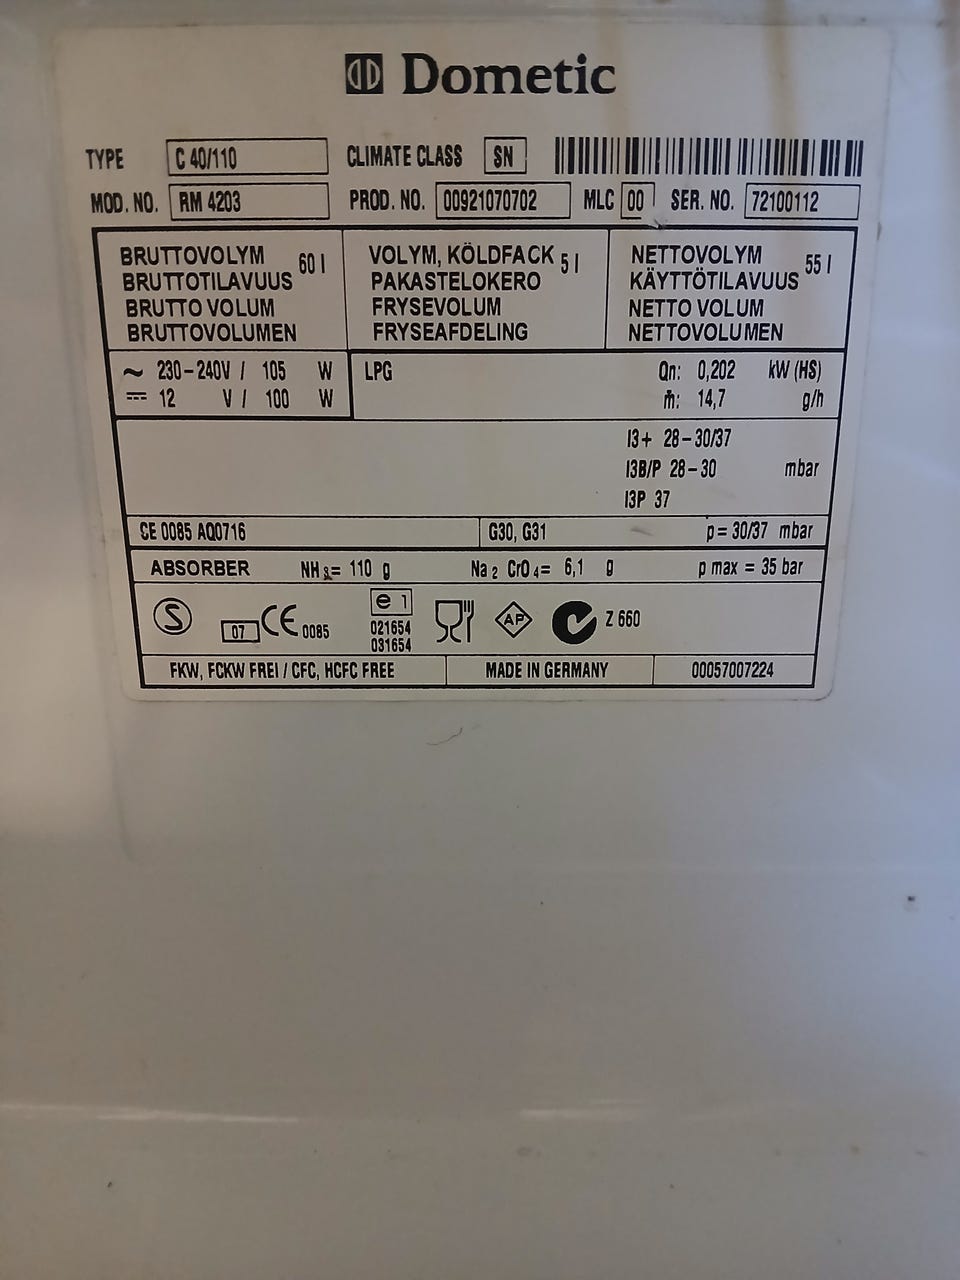 Dometic
TYPE C 40/110 CLIMATE CLASS SN
MOD. NO. RM 4203 PROD. NO. 00921070702 MLC 00 SER. NO. 72100112
BRUTTOVOLYM
BRUTTOTILAVUUS 60 l
BRUTTO VOLUM
BRUTTOVOLUMEN
VOLYM, KÖLDFACK 5 l
PAKASTELOKERO
FRYSEVOLUM
FRYSEAFDELING
NETTOVOLYM 55 l
KÄYTTÖTILAVUUS
NETTO VOLUM
NETTOVOLUMEN
~ 230-240V / 105 W
⎓ 12 V / 100 W
LPG Qn: 0,202 kW (HS)
ṁ: 14,7 g/h
I3+ 28-30/37
I3B/P 28-30 mbar
I3P 37
CE 0085 AQ0716 G30, G31 p= 30/37 mbar
ABSORBER NH3= 110 g Na2 CrO4= 6,1 g p max = 35 bar
S 07 CE 0085 e1 AP Z 660
021654
031654
FKW, FCKW FREI / CFC, HCFC FREE MADE IN GERMANY 00057007224